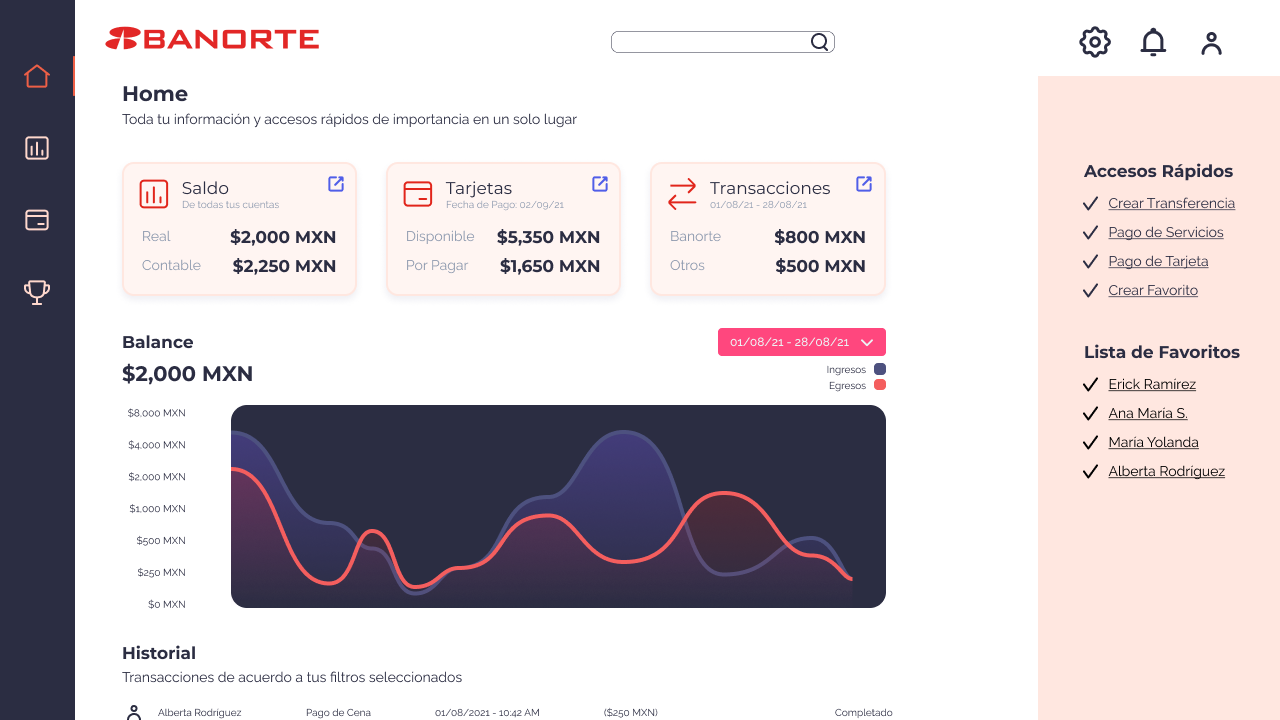 BANORTE
Home
Toda tu información y accesos rápidos de importancia en un solo lugar
Saldo
De todas tus cuentas
Real $2,000 MXN
Contable $2,250 MXN
Tarjetas
Fecha de Pago: 02/09/21
Disponible $5,350 MXN
Por Pagar $1,650 MXN
Transacciones
01/08/21 - 28/08/21
Banorte $800 MXN
Otros $500 MXN
Balance
$2,000 MXN
01/08/21 - 28/08/21
Ingresos
Egresos
$8,000 MXN
$4,000 MXN
$2,000 MXN
$1,000 MXN
$500 MXN
$250 MXN
$0 MXN
Historial
Transacciones de acuerdo a tus filtros seleccionados
Alberta Rodríguez Pago de Cena 01/08/2021 - 10:42 AM ($250 MXN) Completado
Accesos Rápidos
Crear Transferencia
Pago de Servicios
Pago de Tarjeta
Crear Favorito
Lista de Favoritos
Erick Ramírez
Ana María S.
María Yolanda
Alberta Rodríguez